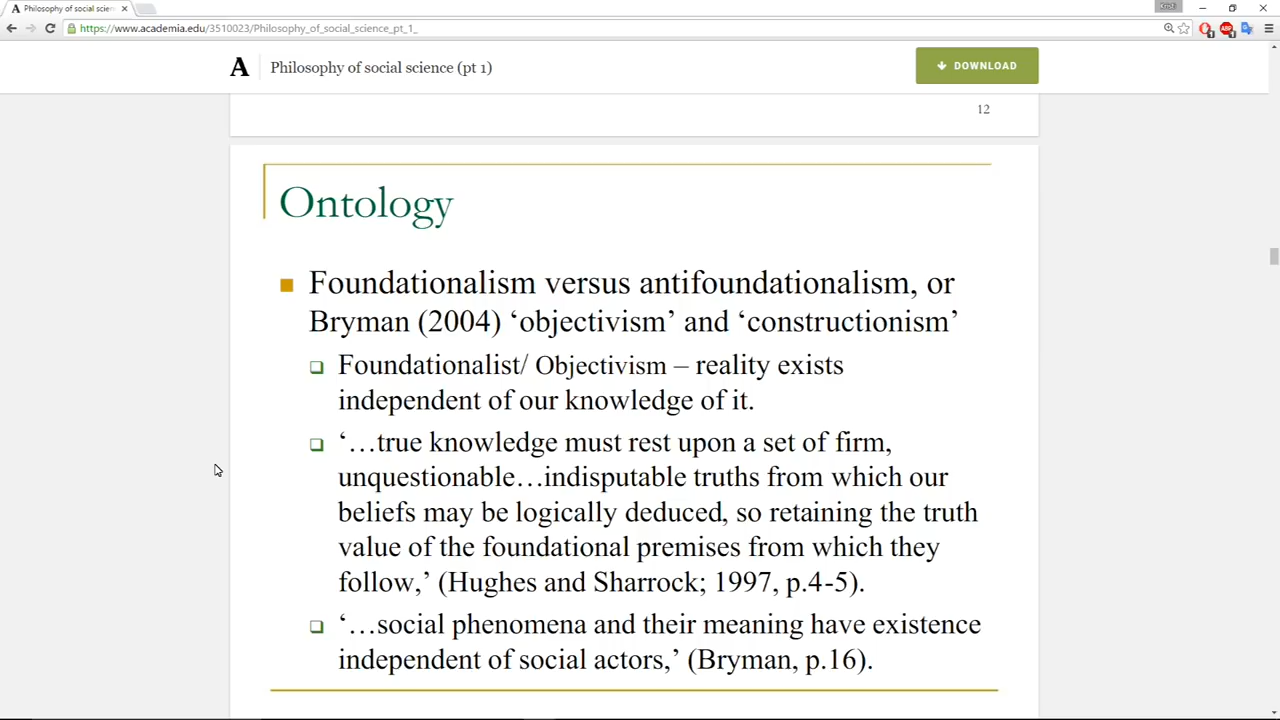 Philosophy of social scien
https://www.academia.edu/3510023/Philosophy_of_social_science_pt_1_
A Philosophy of social science (pt 1)
DOWNLOAD
12
Ontology
Foundationalism versus antifoundationalism, or
Bryman (2004) ‘objectivism’ and ‘constructionism’
Foundationalist/ Objectivism – reality exists
independent of our knowledge of it.
‘…true knowledge must rest upon a set of firm,
unquestionable…indisputable truths from which our
beliefs may be logically deduced, so retaining the truth
value of the foundational premises from which they
follow,’ (Hughes and Sharrock; 1997, p.4-5).
‘…social phenomena and their meaning have existence
independent of social actors,’ (Bryman, p.16).